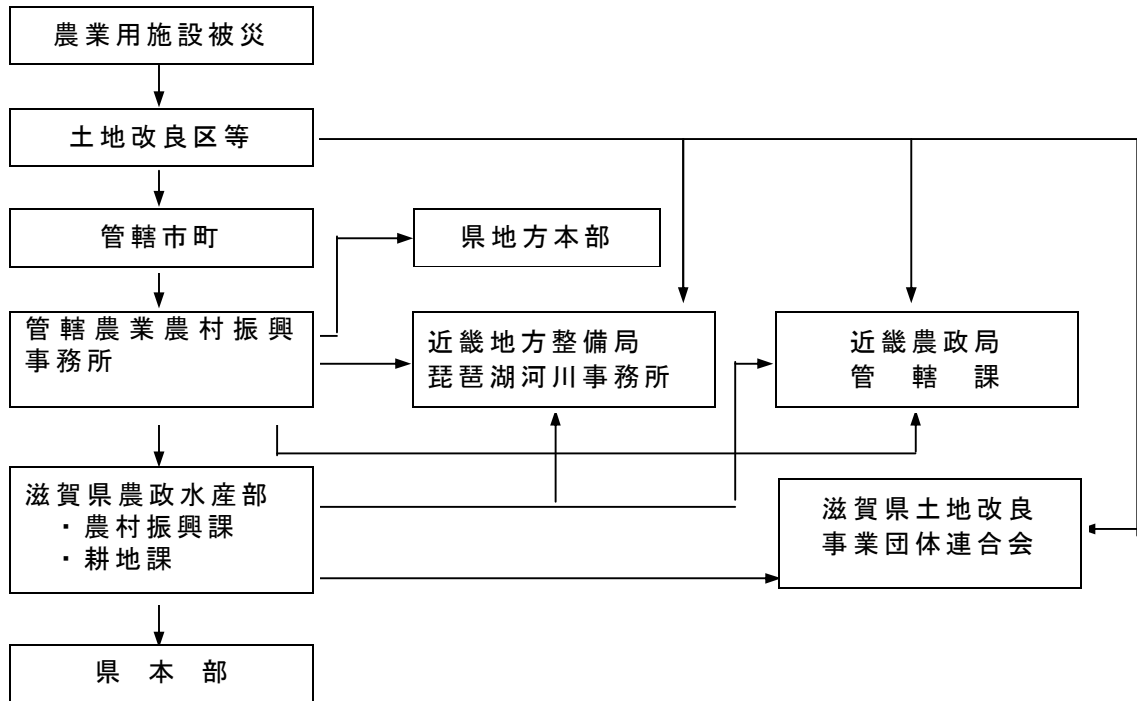 農業用施設被災
土地改良区等
管轄市町
県地方本部
管轄農業農村振興
事務所
近畿地方整備局
琵琶湖河川事務所
近畿農政局
管　轄　課
滋賀県農政水産部
・農村振興課
・耕地課
滋賀県土地改良
事業団体連合会
県　本　部